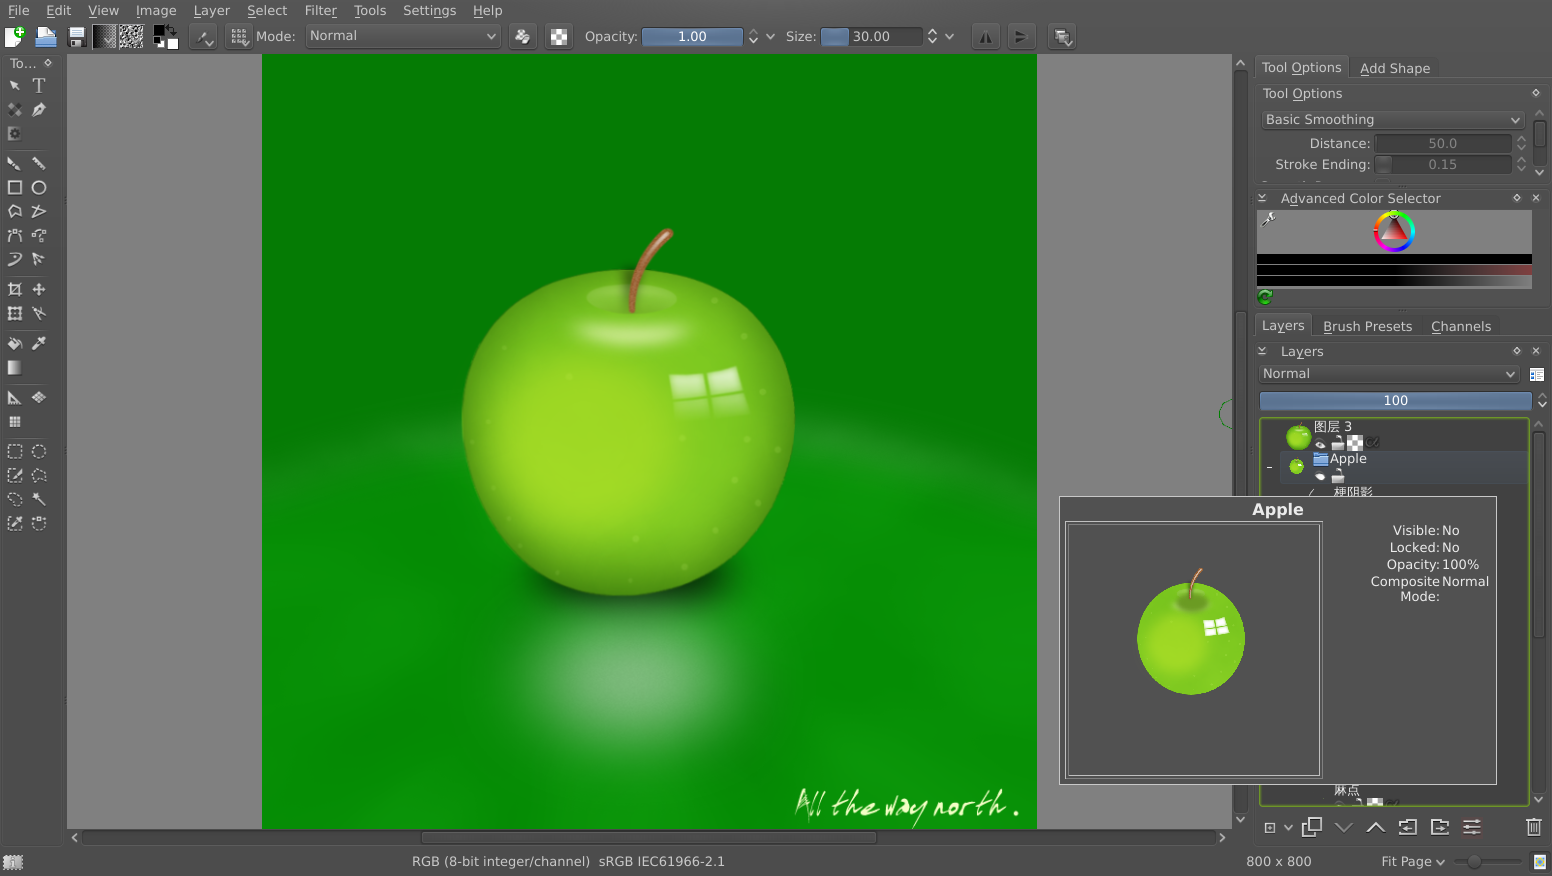 File Edit View Image Layer Select Filter Tools Settings Help
Mode: Normal Opacity: 1.00 Size: 30.00
To...
Tool Options Add Shape
Tool Options
Basic Smoothing
Distance: 50.0
Stroke Ending: 0.15
Advanced Color Selector
Layers Brush Presets Channels
Layers
Normal
100
图层 3
Apple
梗阴影
Apple
Visible: No
Locked: No
Opacity: 100%
Composite Normal
Mode:
麻点
All the way north.
RGB (8-bit integer/channel) sRGB IEC61966-2.1 800 x 800 Fit Page